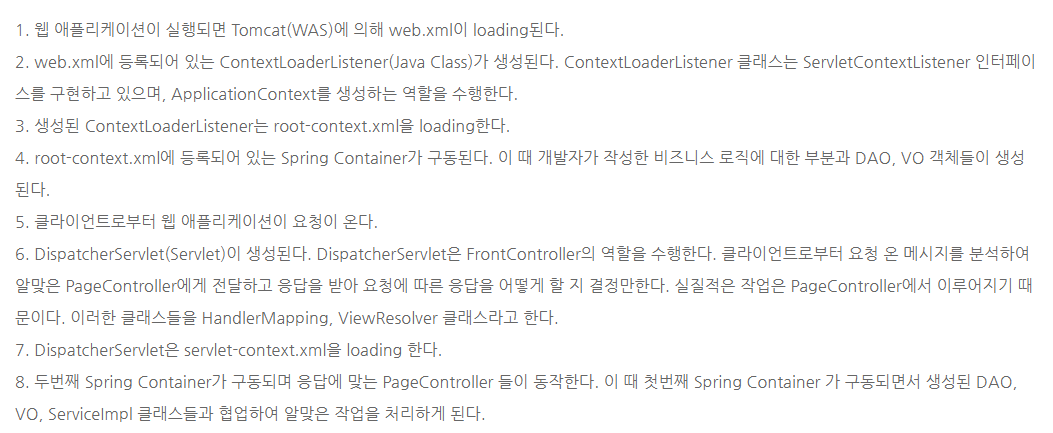 1. 웹 애플리케이션이 실행되면 Tomcat(WAS)에 의해 web.xml이 loading된다.
2. web.xml에 등록되어 있는 ContextLoaderListener(Java Class)가 생성된다. ContextLoaderListener 클래스는 ServletContextListener 인터페이
스를 구현하고 있으며, ApplicationContext를 생성하는 역할을 수행한다.
3. 생성된 ContextLoaderListener는 root-context.xml을 loading한다.
4. root-context.xml에 등록되어 있는 Spring Container가 구동된다. 이 때 개발자가 작성한 비즈니스 로직에 대한 부분과 DAO, VO 객체들이 생성
된다.
5. 클라이언트로부터 웹 애플리케이션이 요청이 온다.
6. DispatcherServlet(Servlet)이 생성된다. DispatcherServlet은 FrontController의 역할을 수행한다. 클라이언트로부터 요청 온 메시지를 분석하여
알맞은 PageController에게 전달하고 응답을 받아 요청에 따른 응답을 어떻게 할 지 결정만한다. 실질적은 작업은 PageController에서 이루어지기 때
문이다. 이러한 클래스들을 HandlerMapping, ViewResolver 클래스라고 한다.
7. DispatcherServlet은 servlet-context.xml을 loading 한다.
8. 두번째 Spring Container가 구동되며 응답에 맞는 PageController 들이 동작한다. 이 때 첫번째 Spring Container 가 구동되면서 생성된 DAO,
VO, ServiceImpl 클래스들과 협업하여 알맞은 작업을 처리하게 된다.